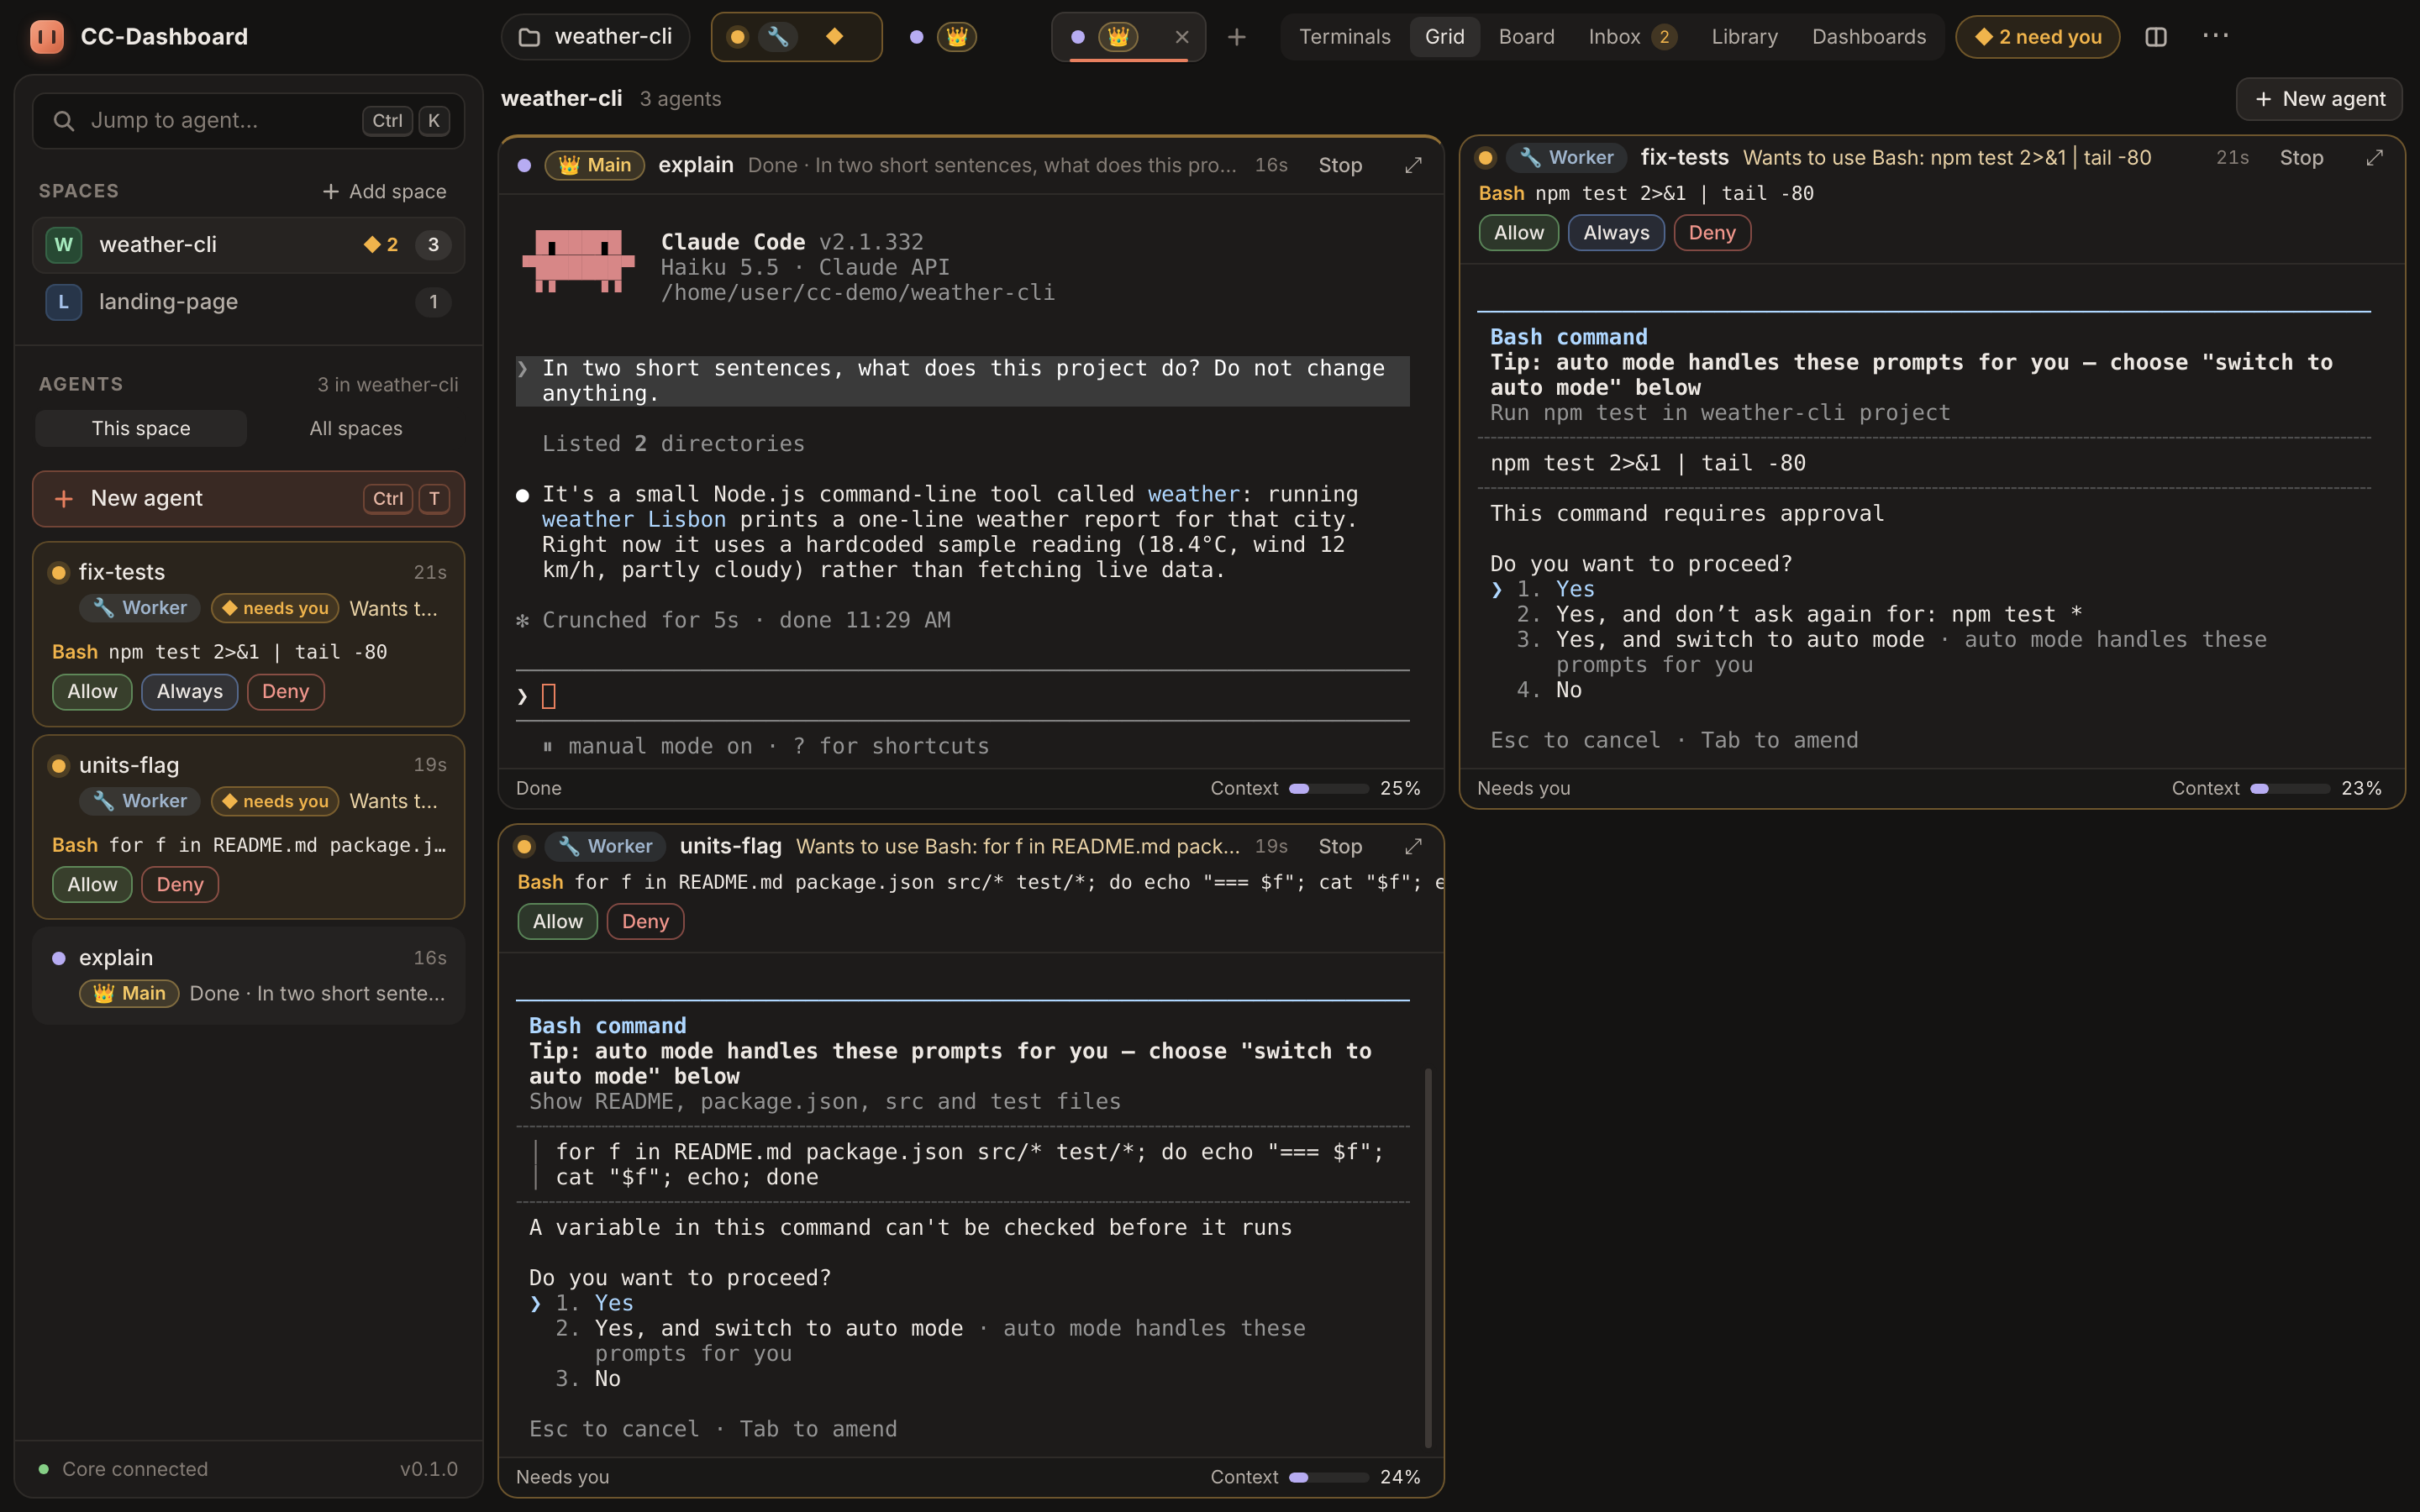 CC-Dashboard
weather-cli
Terminals Grid Board Inbox 2 Library Dashboards
2 need you
Jump to agent... Ctrl K
SPACES + Add space
W weather-cli 2 3
L landing-page 1
AGENTS 3 in weather-cli
This space All spaces
+ New agent Ctrl T
fix-tests 21s
Worker needs you Wants t...
Bash npm test 2>&1 | tail -80
Allow Always Deny
units-flag 19s
Worker needs you Wants t...
Bash for f in README.md package.j…
Allow Deny
explain 16s
Main Done · In two short sente...
Core connected v0.1.0
weather-cli 3 agents
+ New agent
Main explain Done · In two short sentences, what does this pro... 16s Stop
Claude Code v2.1.332
Haiku 5.5 · Claude API
/home/user/cc-demo/weather-cli
❯ In two short sentences, what does this project do? Do not change
anything.
Listed 2 directories
● It's a small Node.js command-line tool called weather: running
weather Lisbon prints a one-line weather report for that city.
Right now it uses a hardcoded sample reading (18.4°C, wind 12
km/h, partly cloudy) rather than fetching live data.
✻ Crunched for 5s · done 11:29 AM
❯
⏸ manual mode on · ? for shortcuts
Done Context 25%
Worker fix-tests Wants to use Bash: npm test 2>&1 | tail -80 21s Stop
Bash npm test 2>&1 | tail -80
Allow Always Deny
Bash command
Tip: auto mode handles these prompts for you – choose "switch to
auto mode" below
Run npm test in weather-cli project
npm test 2>&1 | tail -80
This command requires approval
Do you want to proceed?
❯ 1. Yes
2. Yes, and don’t ask again for: npm test *
3. Yes, and switch to auto mode · auto mode handles these
prompts for you
4. No
Esc to cancel · Tab to amend
Needs you Context 23%
Worker units-flag Wants to use Bash: for f in README.md pack... 19s Stop
Bash for f in README.md package.json src/* test/*; do echo "=== $f"; cat "$f"; e
Allow Deny
Bash command
Tip: auto mode handles these prompts for you – choose "switch to
auto mode" below
Show README, package.json, src and test files
for f in README.md package.json src/* test/*; do echo "=== $f";
cat "$f"; echo; done
A variable in this command can't be checked before it runs
Do you want to proceed?
❯ 1. Yes
2. Yes, and switch to auto mode · auto mode handles these
prompts for you
3. No
Esc to cancel · Tab to amend
Needs you Context 24%